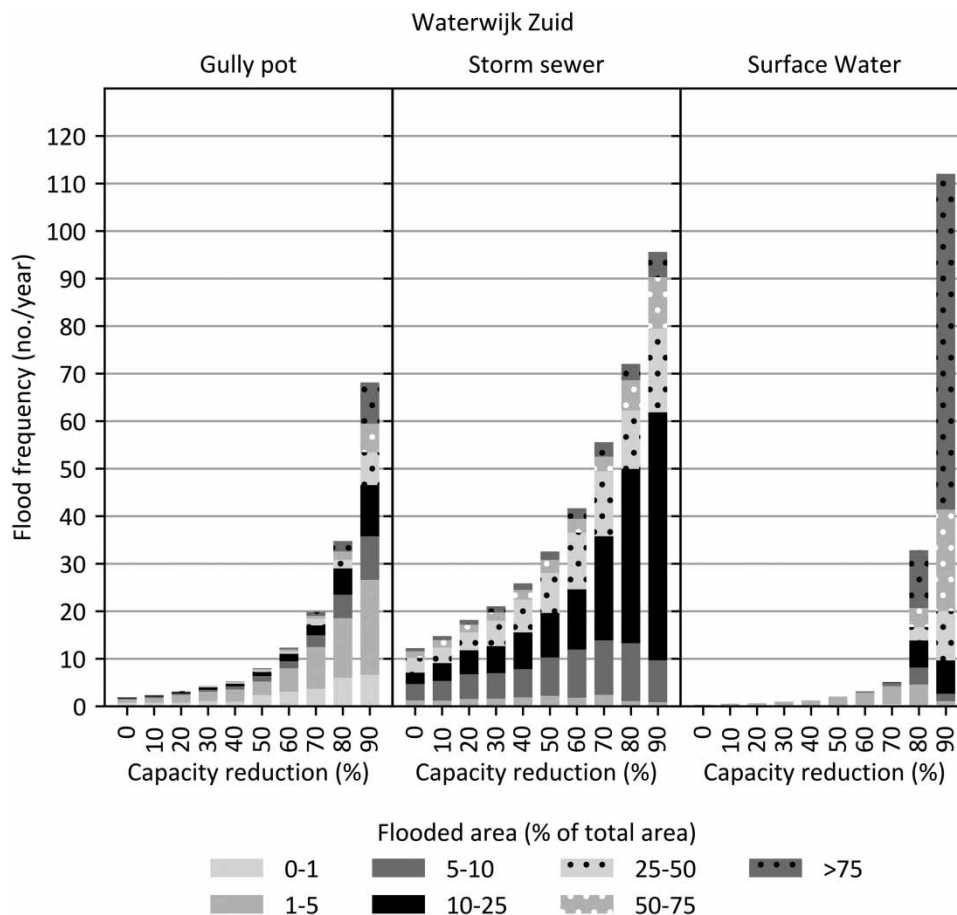 Waterwijk Zuid
Gully pot Storm sewer Surface Water
120
110
100
90
80
70
60
50
40
30
20
10
0
Flood frequency (no./year)
0 10 20 30 40 50 60 70 80 90 0 10 20 30 40 50 60 70 80 90 0 10 20 30 40 50 60 70 80 90
Capacity reduction (%) Capacity reduction (%) Capacity reduction (%)
Flooded area (% of total area)
0-1 5-10 25-50 >75
1-5 10-25 50-75